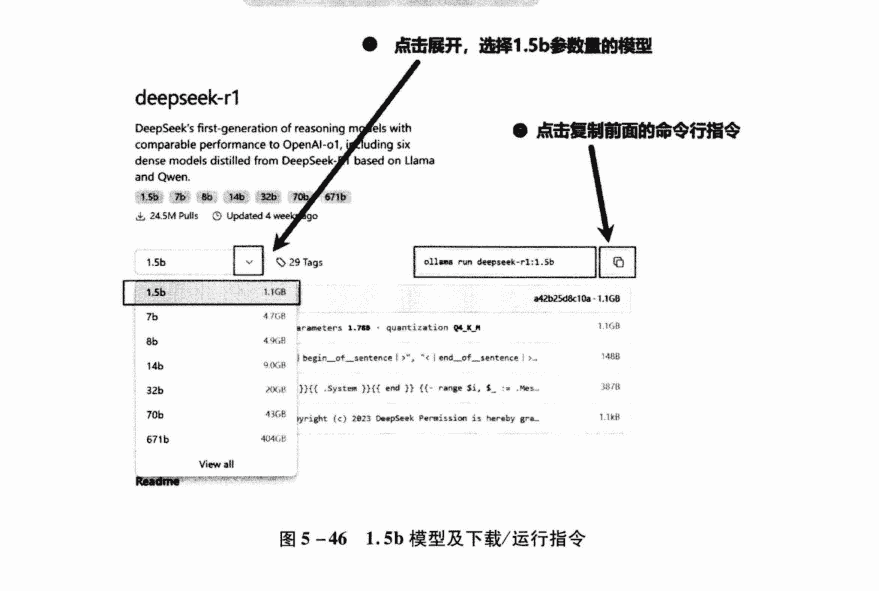 ● 点击展开，选择1.5b参数量的模型
deepseek-r1
● 点击复制前面的命令行指令
DeepSeek's first-generation of reasoning models with
comparable performance to OpenAI-o1, including six
dense models distilled from DeepSeek-R1 based on Llama
and Qwen.
1.5b 7b 8b 14b 32b 70b 671b
24.5M Pulls Updated 4 weeks ago
1.5b 29 Tags ollama run deepseek-r1:1.5b
1.5b 1.1GB a42b25d8c10a · 1.1GB
7b 4.7GB arameters 1.78B · quantization Q4_K_M 1.1GB
8b 4.9GB
14b 9.0GB |begin_of_sentence|>", "<|end_of_sentence|>… 148B
32b 20GB }}{{ .System }}{{ end }} {{- range $i, $_ := .Mes… 387B
70b 43GB yright (c) 2023 DeepSeek Permission is hereby gra… 1.1kB
671b 404GB
View all
Readme
图 5-46 1.5b 模型及下载/运行指令